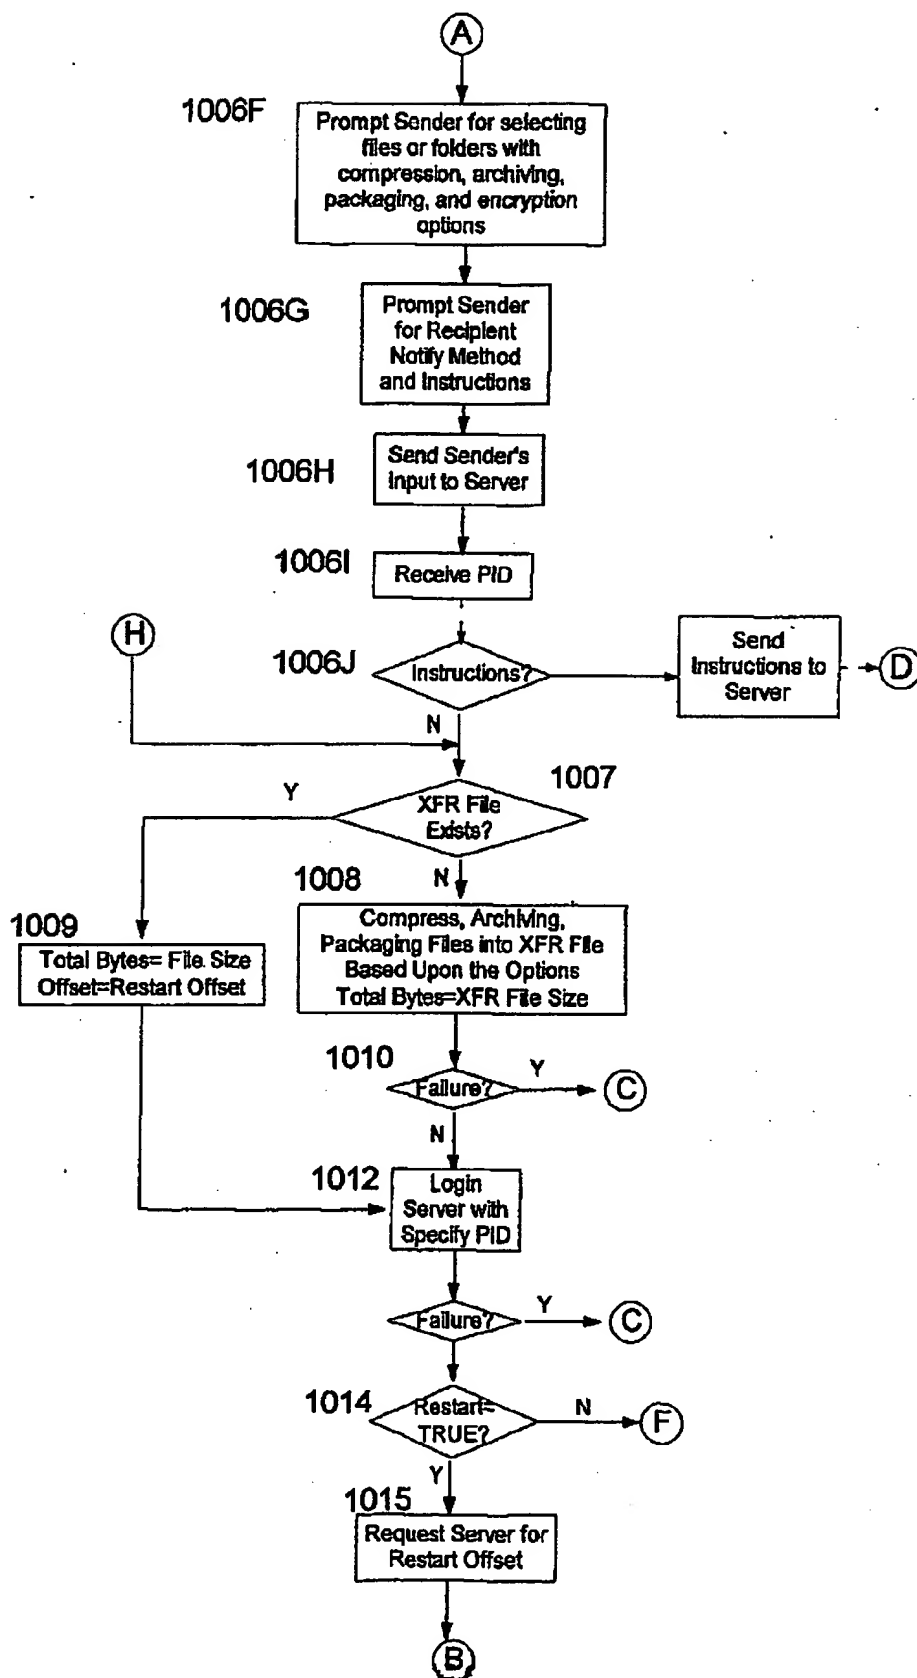 A
1006F
Prompt Sender for selecting
files or folders with
compression, archiving,
packaging, and encryption
options
1006G
Prompt Sender
for Recipient
Notify Method
and Instructions
1006H
Send Sender's
Input to Server
1006I
Receive PID
H
1006J
Instructions?
Send
Instructions to
Server
D
N
1007
Y
XFR File
Exists?
N
1008
Compress, Archiving,
Packaging Files into XFR File
Based Upon the Options
Total Bytes=XFR File Size
1009
Total Bytes= File Size
Offset=Restart Offset
1010
Failure?
Y
C
N
1012
Login
Server with
Specify PID
Failure?
Y
C
1014
Restart=
TRUE?
N
F
Y
1015
Request Server for
Restart Offset
B